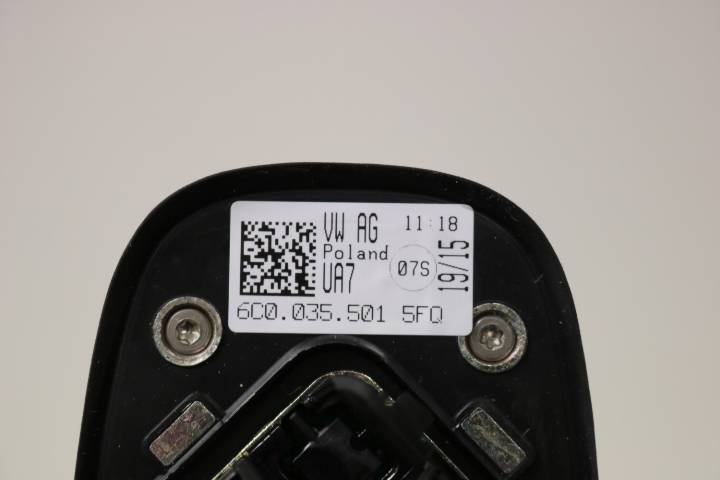 VW AG 11:18
Poland 07S 19/15
UA7
6C0.035.501 5FQ